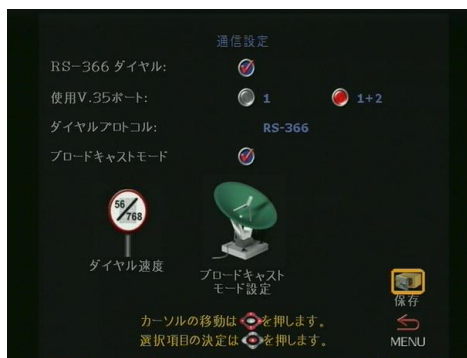 通信設定
RS-366 ダイヤル:
使用V.35ポート: 1 1+2
ダイヤルプロトコル: RS-366
ブロードキャストモード
56/768
ダイヤル速度
ブロードキャスト
モード設定
保存
カーソルの移動は を押します。
選択項目の決定は を押します。
MENU